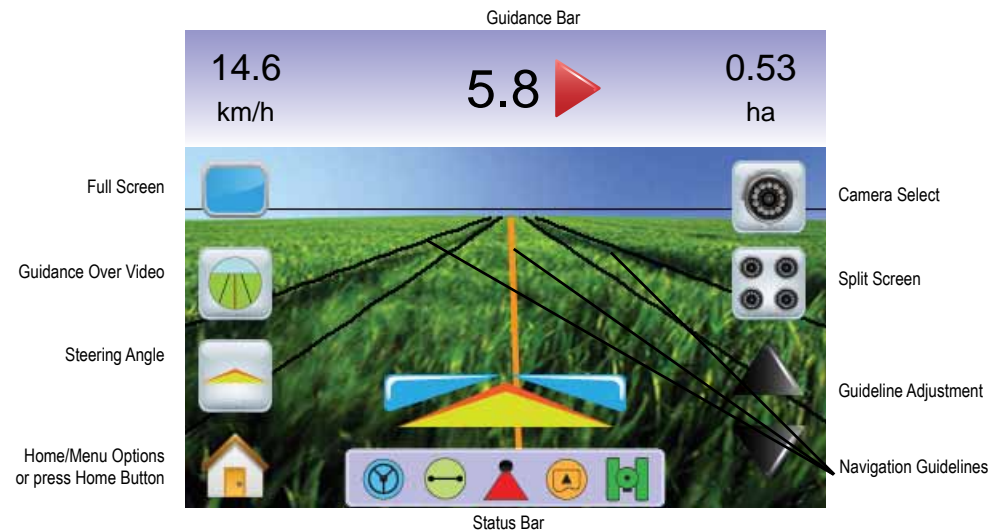 Guidance Bar
14.6
km/h
5.8
0.53
ha
Full Screen
Guidance Over Video
Steering Angle
Home/Menu Options
or press Home Button
Camera Select
Split Screen
Guideline Adjustment
Navigation Guidelines
Status Bar